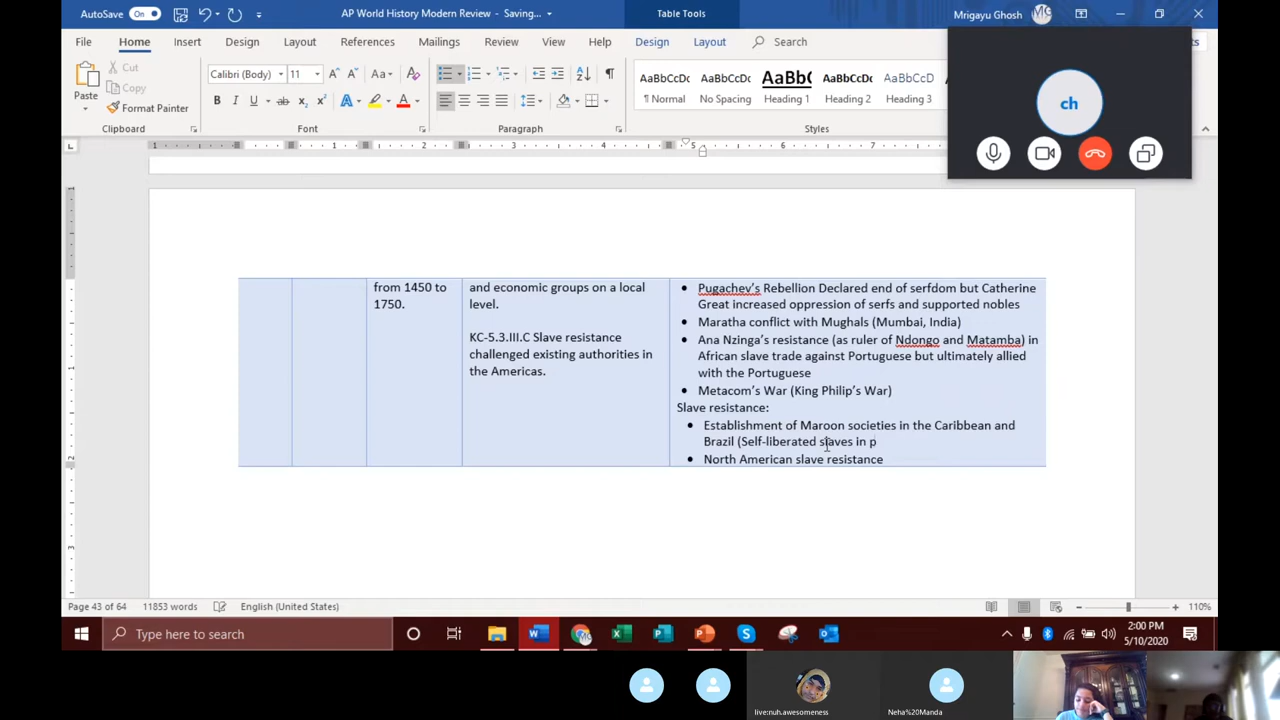 AutoSave On AP World History Modern Review - Saving... Table Tools Mrigayu Ghosh MG
File Home Insert Design Layout References Mailings Review View Help Design Layout Search
Paste Cut Copy Format Painter
Calibri (Body) 11
AaBbCcDc AaBbCcDc AaBbC AaBbCcD AaBbCcD
¶ Normal No Spacing Heading 1 Heading 2 Heading 3
Clipboard Font Paragraph Styles
ch
from 1450 to
1750.
and economic groups on a local
level.
KC-5.3.III.C Slave resistance
challenged existing authorities in
the Americas.
• Pugachev’s Rebellion Declared end of serfdom but Catherine
Great increased oppression of serfs and supported nobles
• Maratha conflict with Mughals (Mumbai, India)
• Ana Nzinga’s resistance (as ruler of Ndongo and Matamba) in
African slave trade against Portuguese but ultimately allied
with the Portuguese
• Metacom’s War (King Philip’s War)
Slave resistance:
• Establishment of Maroon societies in the Caribbean and
Brazil (Self-liberated slaves in p
• North American slave resistance
Page 43 of 64 11853 words English (United States) 110%
Type here to search
2:00 PM
5/10/2020
live:nuh.awesomeness Neha%20Manda